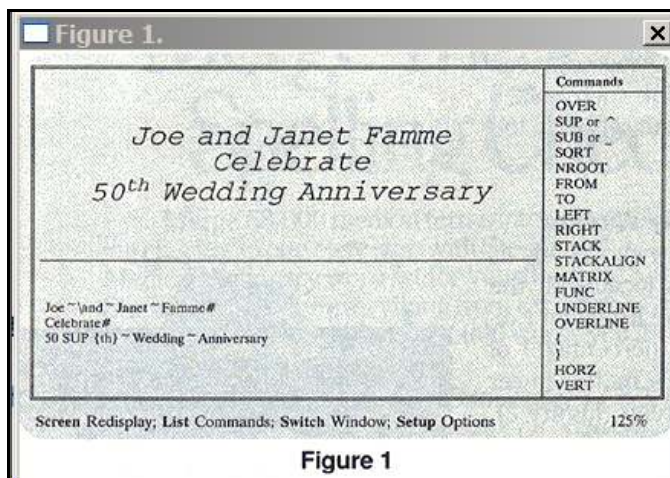 Figure 1.
Joe and Janet Famme
Celebrate
50th Wedding Anniversary
Joe~\and~Janet~Famme#
Celebrate#
50 SUP {th}~Wedding~Anniversary
Commands
OVER
SUP or ^
SUB or _
SQRT
NROOT
FROM
TO
LEFT
RIGHT
STACK
STACKALIGN
MATRIX
FUNC
UNDERLINE
OVERLINE
{
}
HORZ
VERT
Screen Redisplay; List Commands; Switch Window; Setup Options 125%
Figure 1